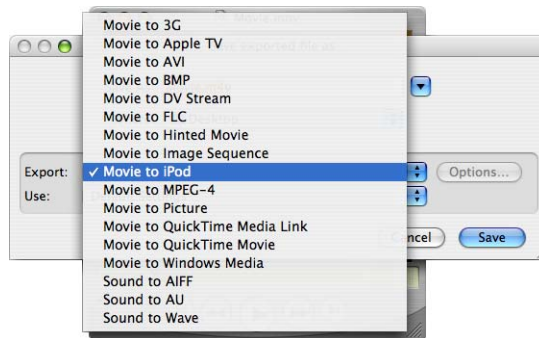 Movie to 3G
Movie to Apple TV
Movie to AVI
Movie to BMP
Movie to DV Stream
Movie to FLC
Movie to Hinted Movie
Movie to Image Sequence
Export: ✓ Movie to iPod Options...
Movie to MPEG-4
Use:
Movie to Picture
Movie to QuickTime Media Link
Movie to QuickTime Movie
Movie to Windows Media
Save
Sound to AIFF
Sound to AU
Sound to Wave